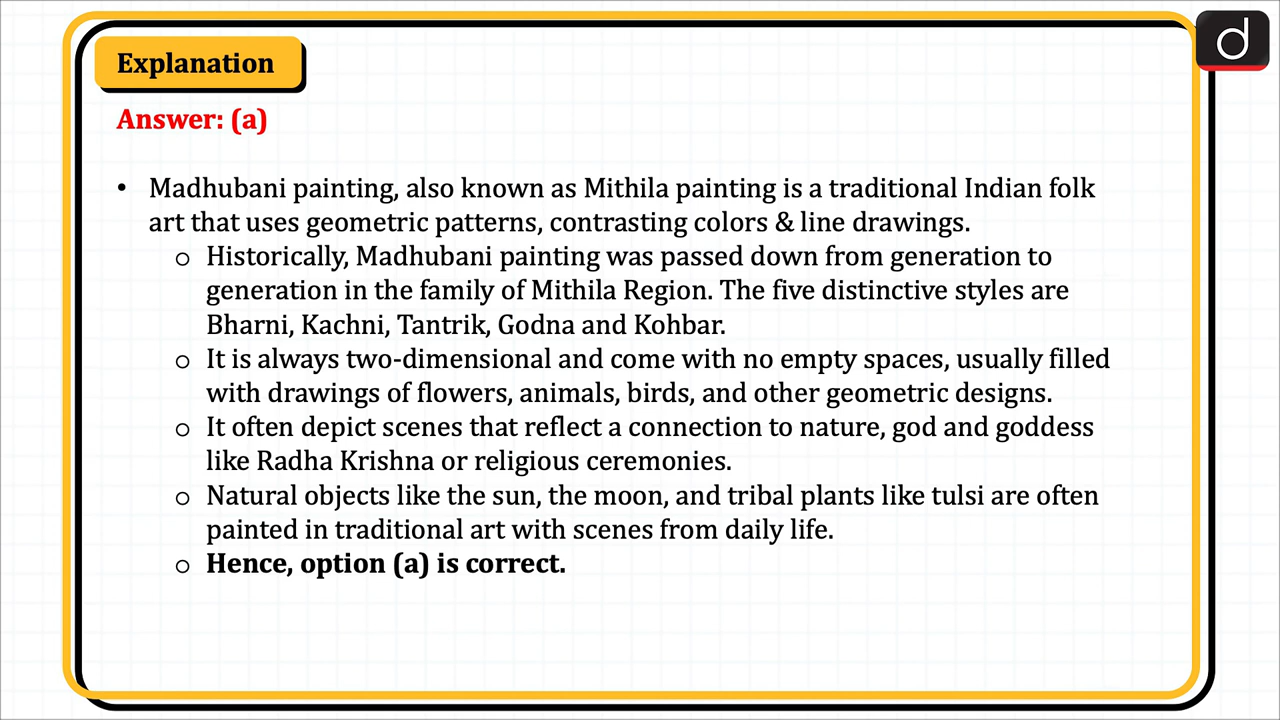 Explanation
d
Answer: (a)
• Madhubani painting, also known as Mithila painting is a traditional Indian folk
art that uses geometric patterns, contrasting colors & line drawings.
o Historically, Madhubani painting was passed down from generation to
generation in the family of Mithila Region. The five distinctive styles are
Bharni, Kachni, Tantrik, Godna and Kohbar.
o It is always two-dimensional and come with no empty spaces, usually filled
with drawings of flowers, animals, birds, and other geometric designs.
o It often depict scenes that reflect a connection to nature, god and goddess
like Radha Krishna or religious ceremonies.
o Natural objects like the sun, the moon, and tribal plants like tulsi are often
painted in traditional art with scenes from daily life.
o Hence, option (a) is correct.